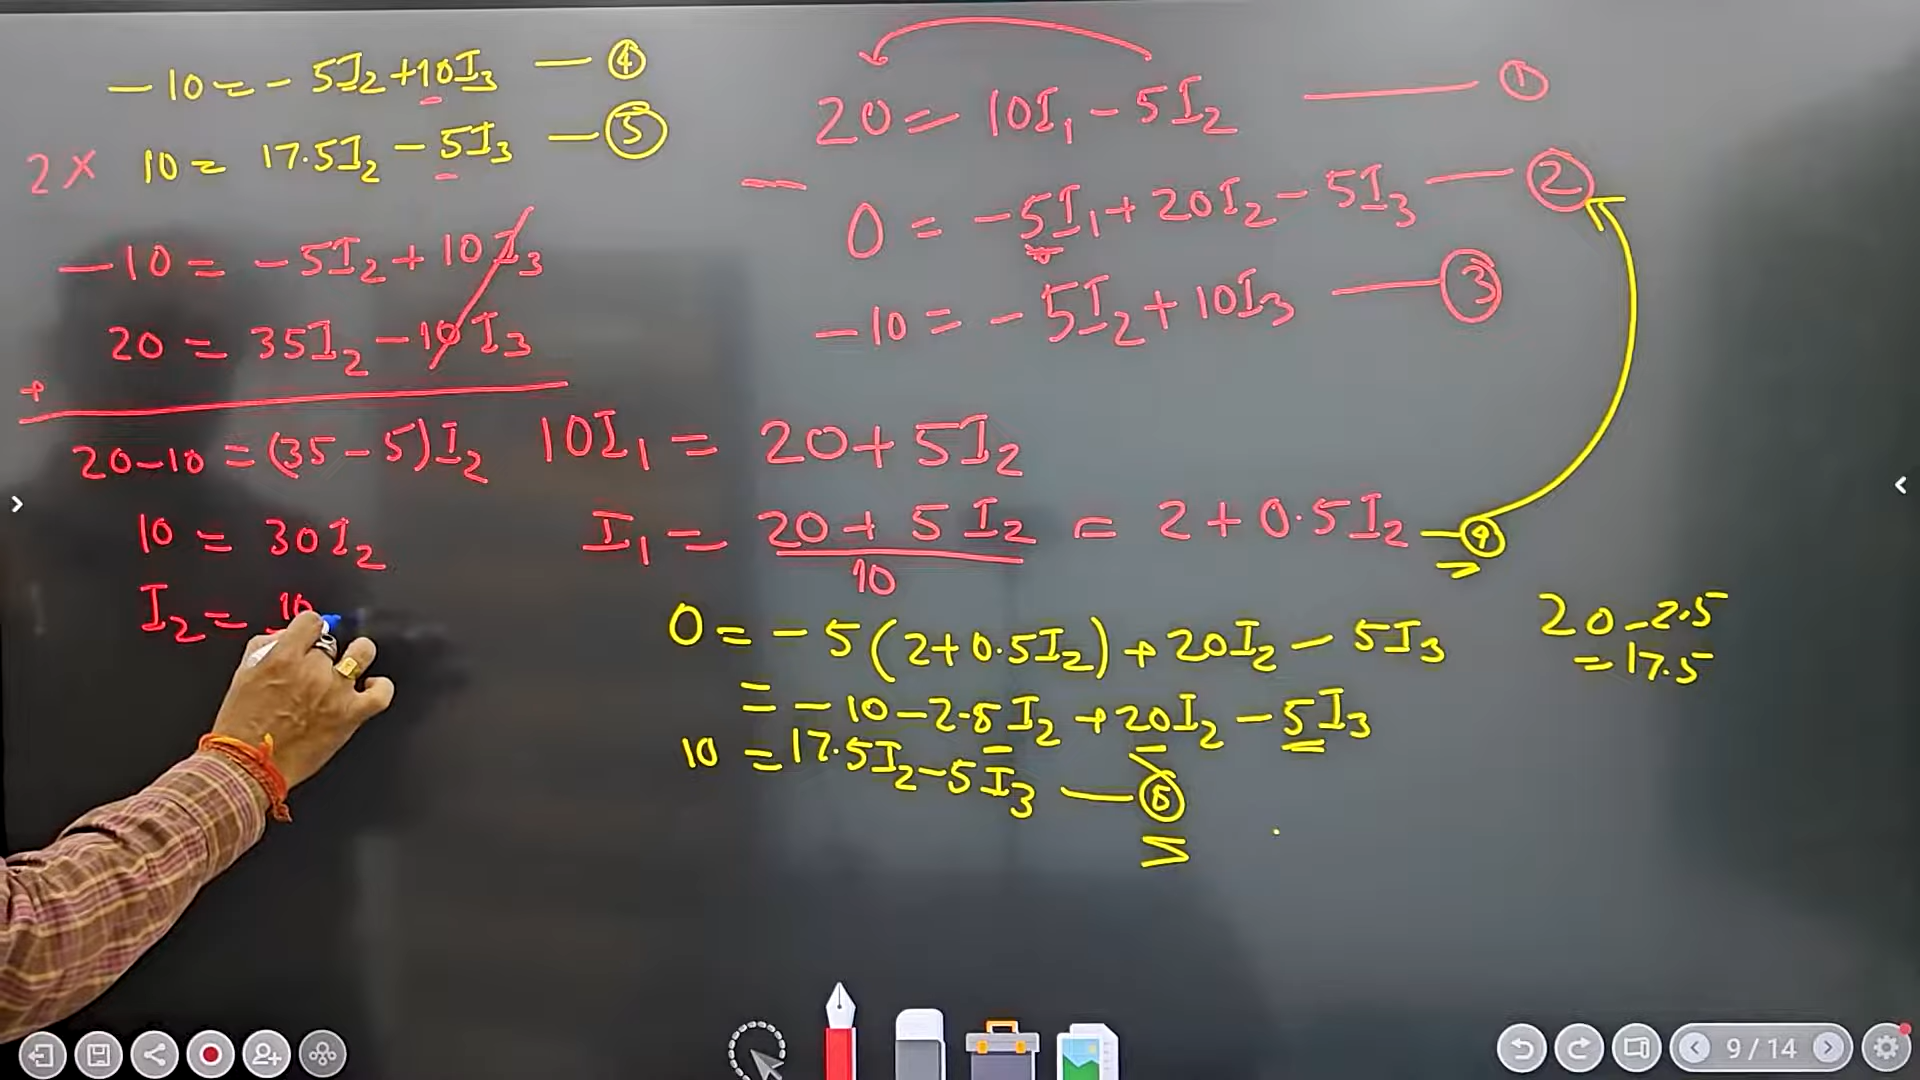 -10 = -5I₂+10I₃ — ④
2× 10 = 17.5I₂ - 5I₃ — ⑤
-10 = -5I₂ + 10I₃
20 = 35I₂ - 10I₃
+
20-10 = (35-5)I₂
10 = 30I₂
I₂ = 10
20 = 10I₁ - 5I₂ — ①
0 = -5I₁ + 20I₂ - 5I₃ — ②
-10 = -5I₂ + 10I₃ — ③
10I₁ = 20 + 5I₂
I₁ = 20 + 5I₂ / 10 = 2 + 0.5I₂ — ④
0 = -5(2+0.5I₂) + 20I₂ - 5I₃
= -10 - 2.5I₂ + 20I₂ - 5I₃
10 = 17.5I₂ - 5I₃ — ⑤
20 - 2.5
= 17.5
9 / 14